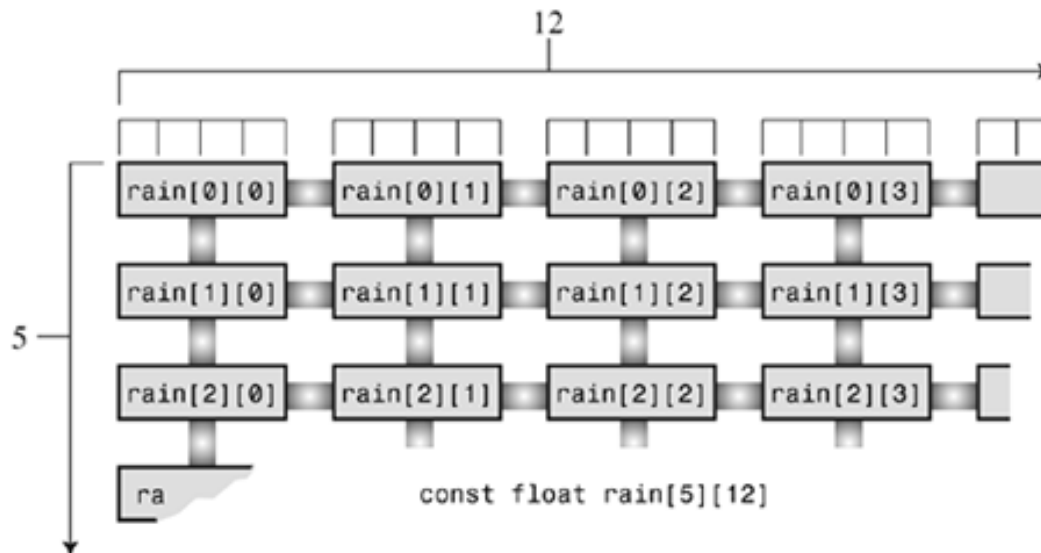 12
rain[0][0] rain[0][1] rain[0][2] rain[0][3]
5
rain[1][0] rain[1][1] rain[1][2] rain[1][3]
rain[2][0] rain[2][1] rain[2][2] rain[2][3]
ra
const float rain[5][12]